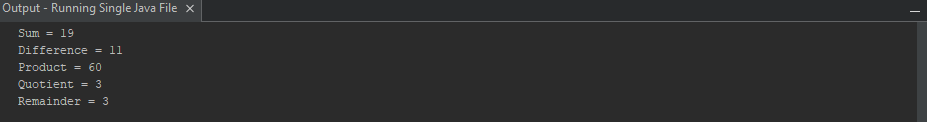 Output - Running Single Java File ×
Sum = 19
Difference = 11
Product = 60
Quotient = 3
Remainder = 3